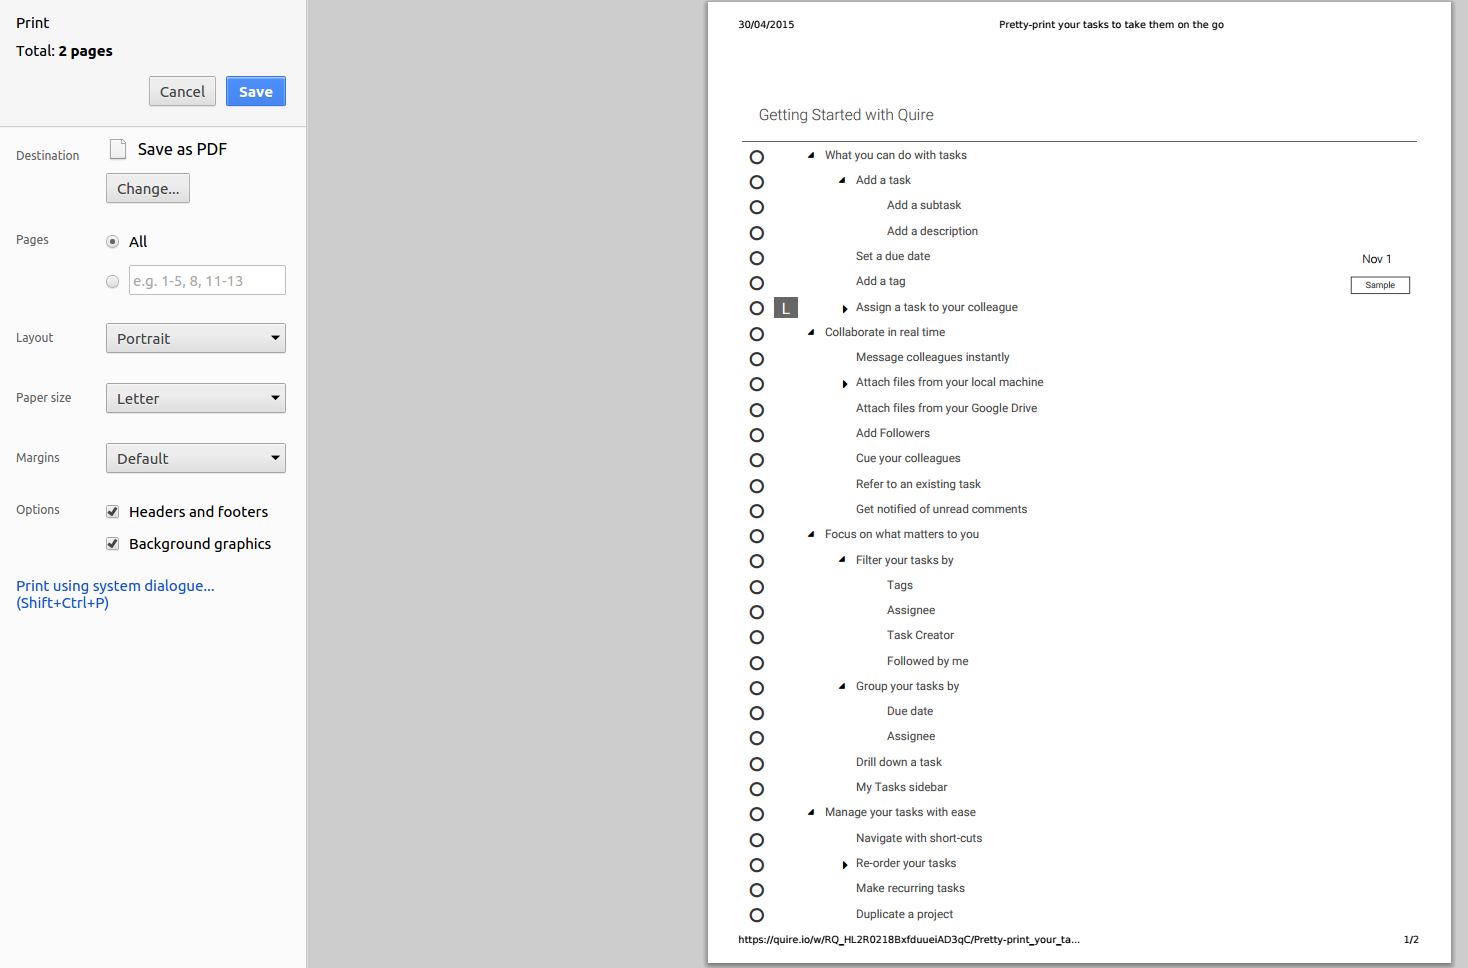 Print
Total: 2 pages
Cancel
Save
Destination
Save as PDF
Change...
Pages
All
e.g. 1-5, 8, 11-13
Layout
Portrait
Paper size
Letter
Margins
Default
Options
Headers and footers
Background graphics
Print using system dialogue...
(Shift+Ctrl+P)
30/04/2015 Pretty-print your tasks to take them on the go
Getting Started with Quire
What you can do with tasks
Add a task
Add a subtask
Add a description
Set a due date Nov 1
Add a tag Sample
L Assign a task to your colleague
Collaborate in real time
Message colleagues instantly
Attach files from your local machine
Attach files from your Google Drive
Add Followers
Cue your colleagues
Refer to an existing task
Get notified of unread comments
Focus on what matters to you
Filter your tasks by
Tags
Assignee
Task Creator
Followed by me
Group your tasks by
Due date
Assignee
Drill down a task
My Tasks sidebar
Manage your tasks with ease
Navigate with short-cuts
Re-order your tasks
Make recurring tasks
Duplicate a project
https://quire.io/w/RQ_HL2R0218BxfduueiAD3qC/Pretty-print_your_ta... 1/2